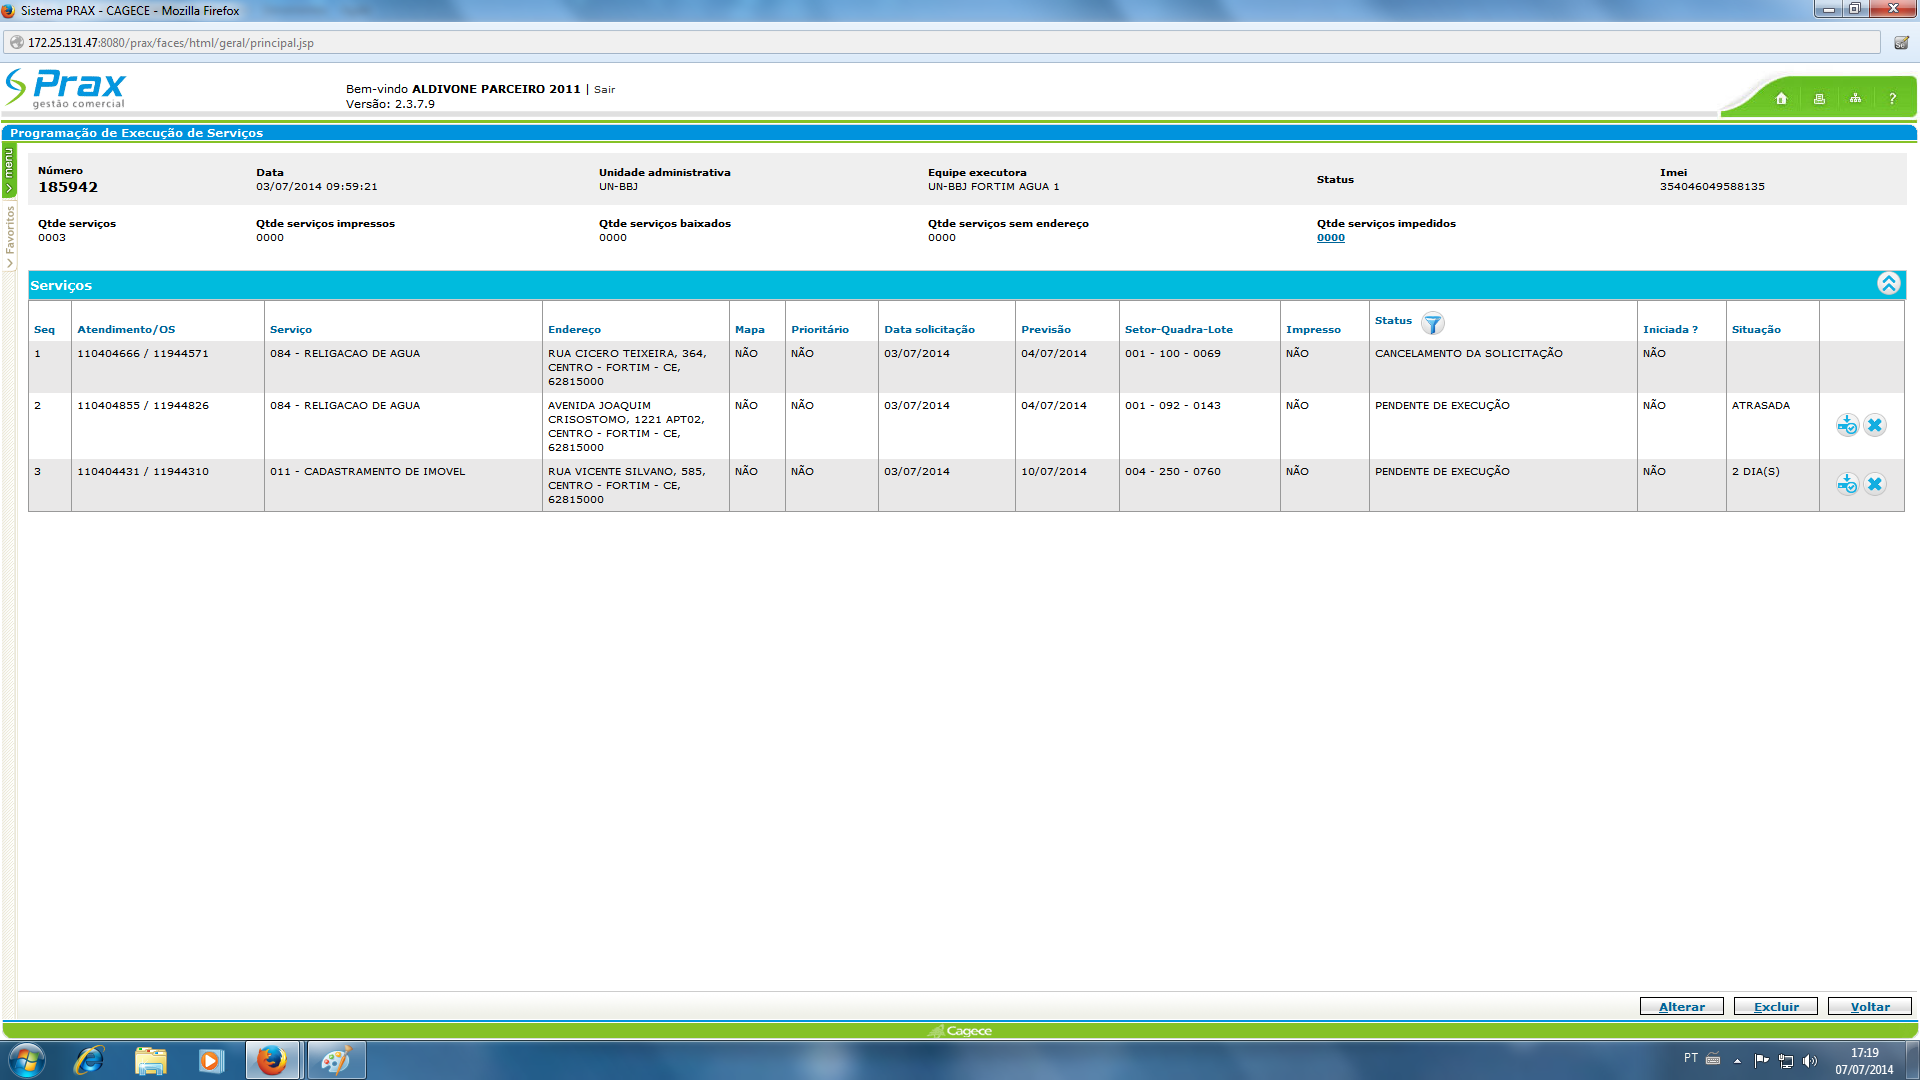 Sistema PRAX - CAGECE - Mozilla Firefox
172.25.131.47:8080/prax/faces/html/geral/principal.jsp
Prax
gestão comercial
Bem-vindo ALDIVONE PARCEIRO 2011 | Sair
Versão: 2.3.7.9
?
Programação de Execução de Serviços
menu
Favoritos
Número
185942
Data
03/07/2014 09:59:21
Unidade administrativa
UN-BBJ
Equipe executora
UN-BBJ FORTIM AGUA 1
Status
Imei
354046049588135
Qtde serviços
0003
Qtde serviços impressos
0000
Qtde serviços baixados
0000
Qtde serviços sem endereço
0000
Qtde serviços impedidos
0000
Serviços
Seq Atendimento/OS Serviço Endereço Mapa Prioritário Data solicitação Previsão Setor-Quadra-Lote Impresso Status Iniciada ? Situação
1 110404666 / 11944571 084 - RELIGACAO DE AGUA RUA CICERO TEIXEIRA, 364, NÃO NÃO 03/07/2014 04/07/2014 001 - 100 - 0069 NÃO CANCELAMENTO DA SOLICITAÇÃO NÃO
CENTRO - FORTIM - CE,
62815000
2 110404855 / 11944826 084 - RELIGACAO DE AGUA AVENIDA JOAQUIM NÃO NÃO 03/07/2014 04/07/2014 001 - 092 - 0143 NÃO PENDENTE DE EXECUÇÃO NÃO ATRASADA
CRISOSTOMO, 1221 APT02,
CENTRO - FORTIM - CE,
62815000
3 110404431 / 11944310 011 - CADASTRAMENTO DE IMOVEL RUA VICENTE SILVANO, 585, NÃO NÃO 03/07/2014 10/07/2014 004 - 250 - 0760 NÃO PENDENTE DE EXECUÇÃO NÃO 2 DIA(S)
CENTRO - FORTIM - CE,
62815000
Alterar Excluir Voltar
Cagece
PT
17:19
07/07/2014